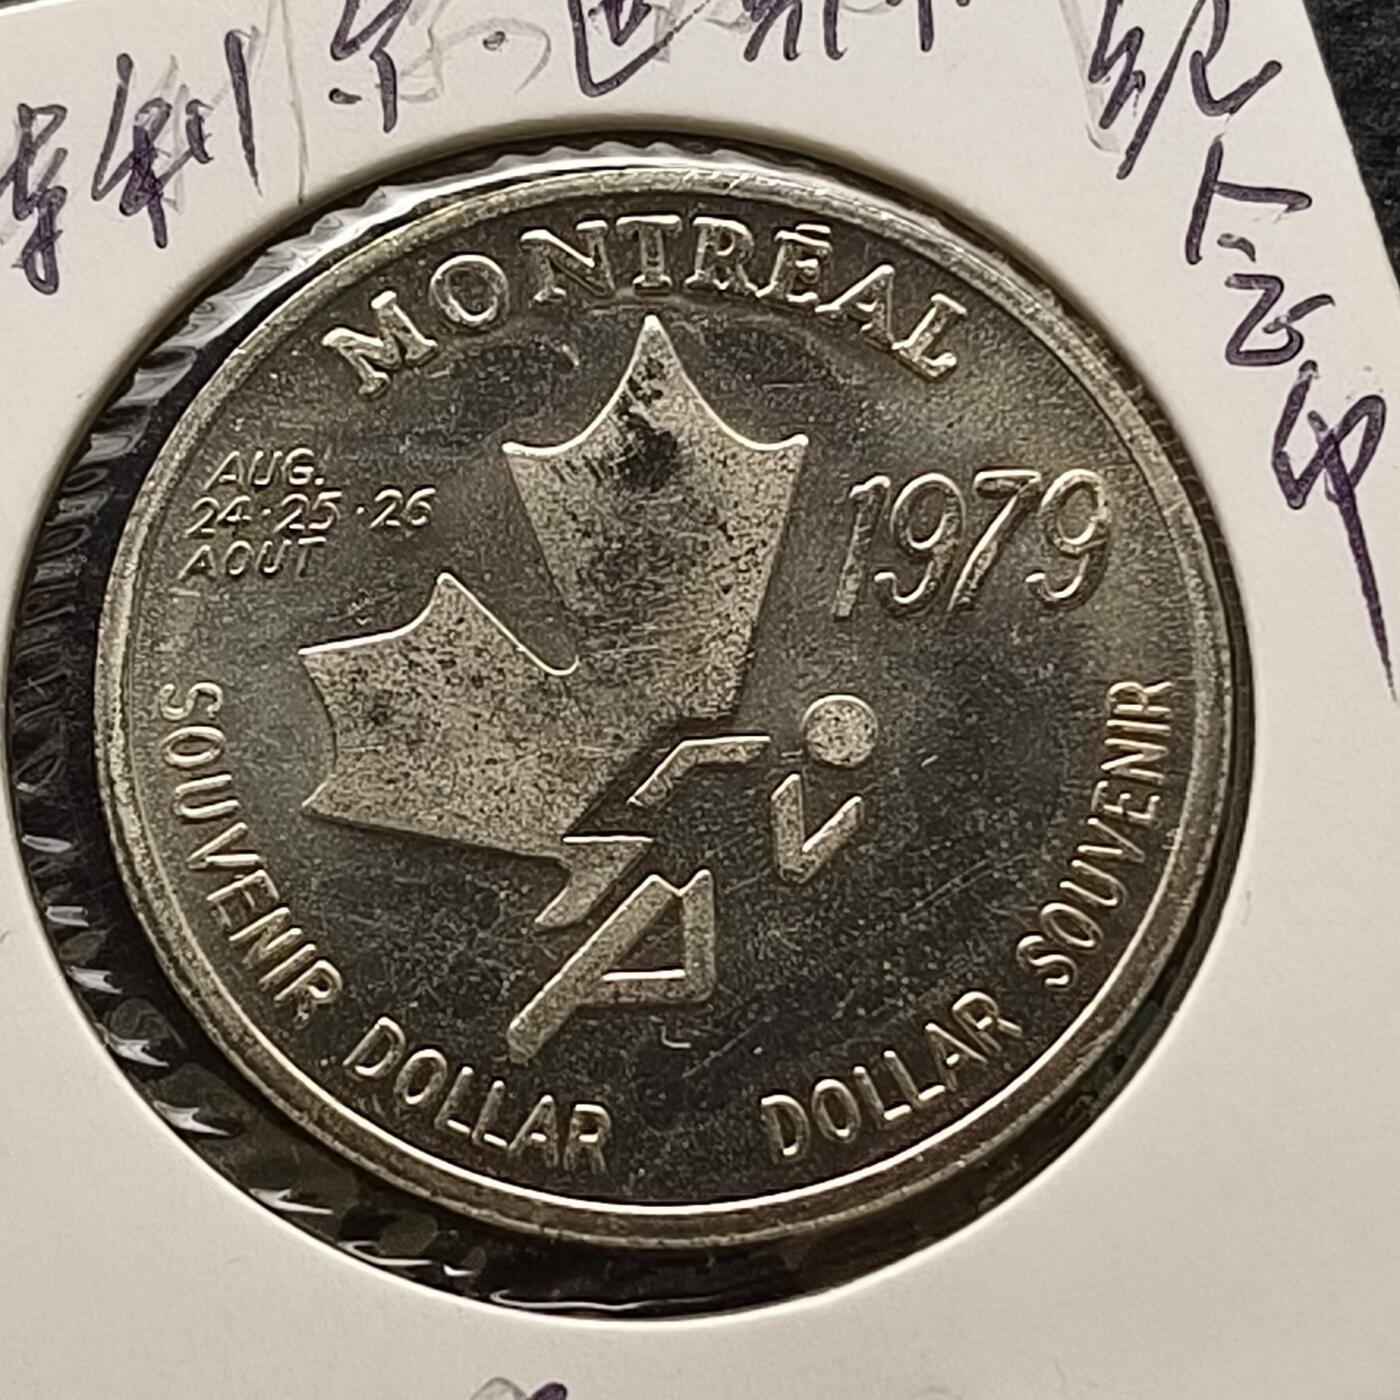 MONTRÉAL
AUG.
24·25·26
AOUT
1979
SOUVENIR DOLLAR
DOLLAR SOUVENIR